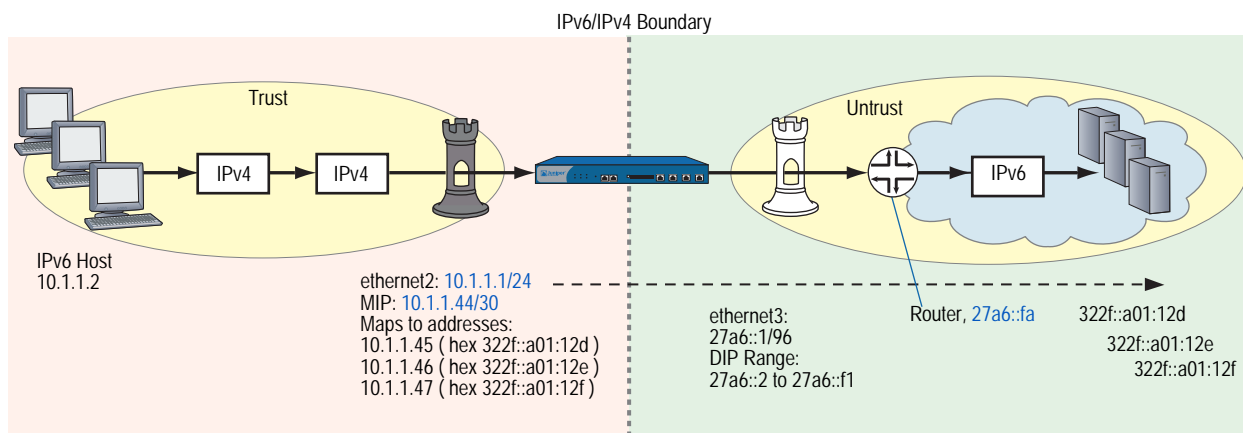 IPv6/IPv4 Boundary
Trust
Untrust
IPv4
IPv4
IPv6
IPv6 Host
10.1.1.2
ethernet2: 10.1.1.1/24
MIP: 10.1.1.44/30
Maps to addresses:
10.1.1.45 ( hex 322f::a01:12d )
10.1.1.46 ( hex 322f::a01:12e )
10.1.1.47 ( hex 322f::a01:12f )
ethernet3:
27a6::1/96
DIP Range:
27a6::2 to 27a6::f1
Router, 27a6::fa
322f::a01:12d
322f::a01:12e
322f::a01:12f